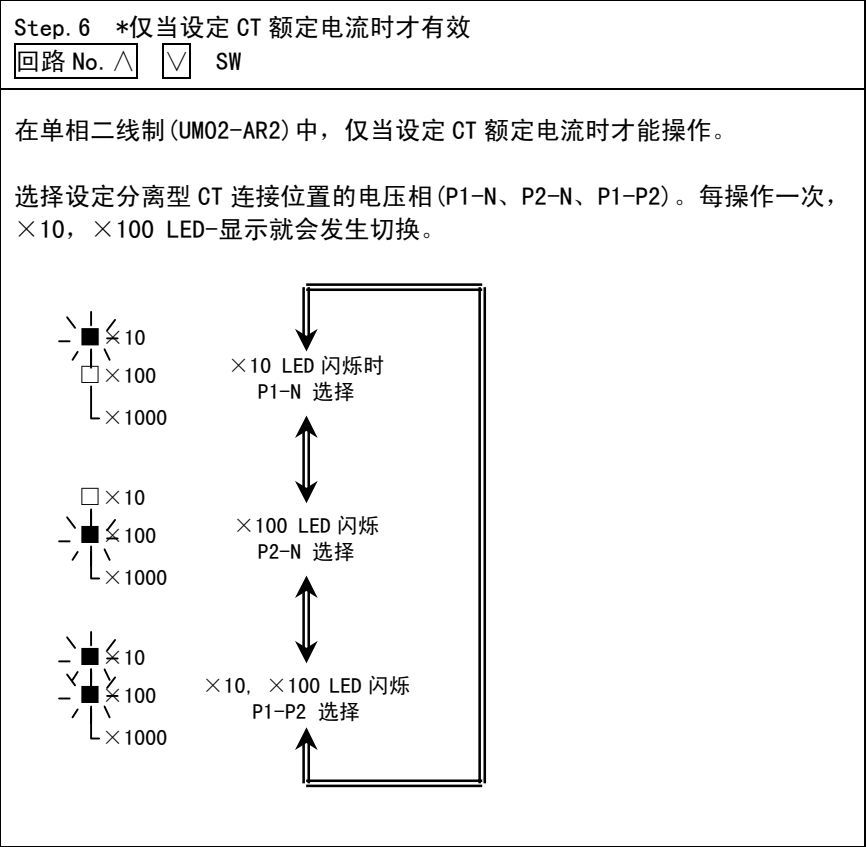 Step.6 *仅当设定 CT 额定电流时才有效
回路 No.∧ ∨ SW
在单相二线制(UM02-AR2)中，仅当设定 CT 额定电流时才能操作。
选择设定分离型 CT 连接位置的电压相(P1-N、P2-N、P1-P2)。每操作一次，
×10，×100 LED-显示就会发生切换。
×10
×100
×1000
×10 LED 闪烁时
P1-N 选择
×10
×100
×1000
×100 LED 闪烁
P2-N 选择
×10
×100
×1000
×10, ×100 LED 闪烁
P1-P2 选择